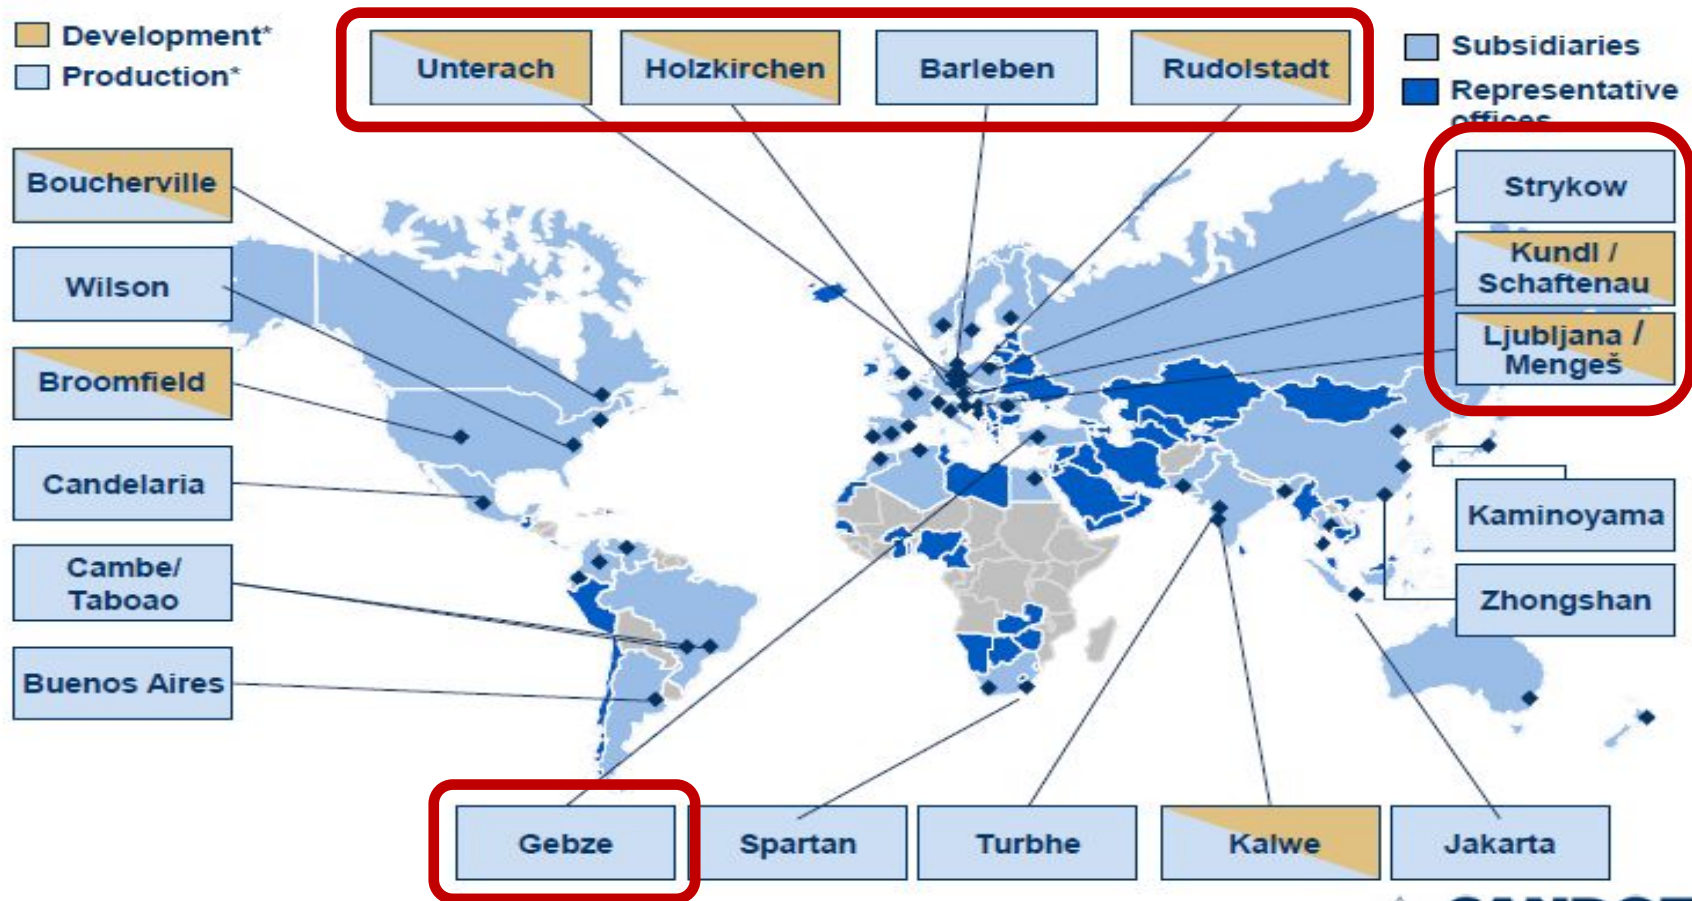 Development*
Production*
Unterach
Holzkirchen
Barleben
Rudolstadt
Subsidiaries
Representative
offices
Boucherville
Wilson
Broomfield
Candelaria
Cambe/
Taboao
Buenos Aires
Strykow
Kundl /
Schaftenau
Ljubljana /
Mengeš
Kaminoyama
Zhongshan
Gebze
Spartan
Turbhe
Kalwe
Jakarta